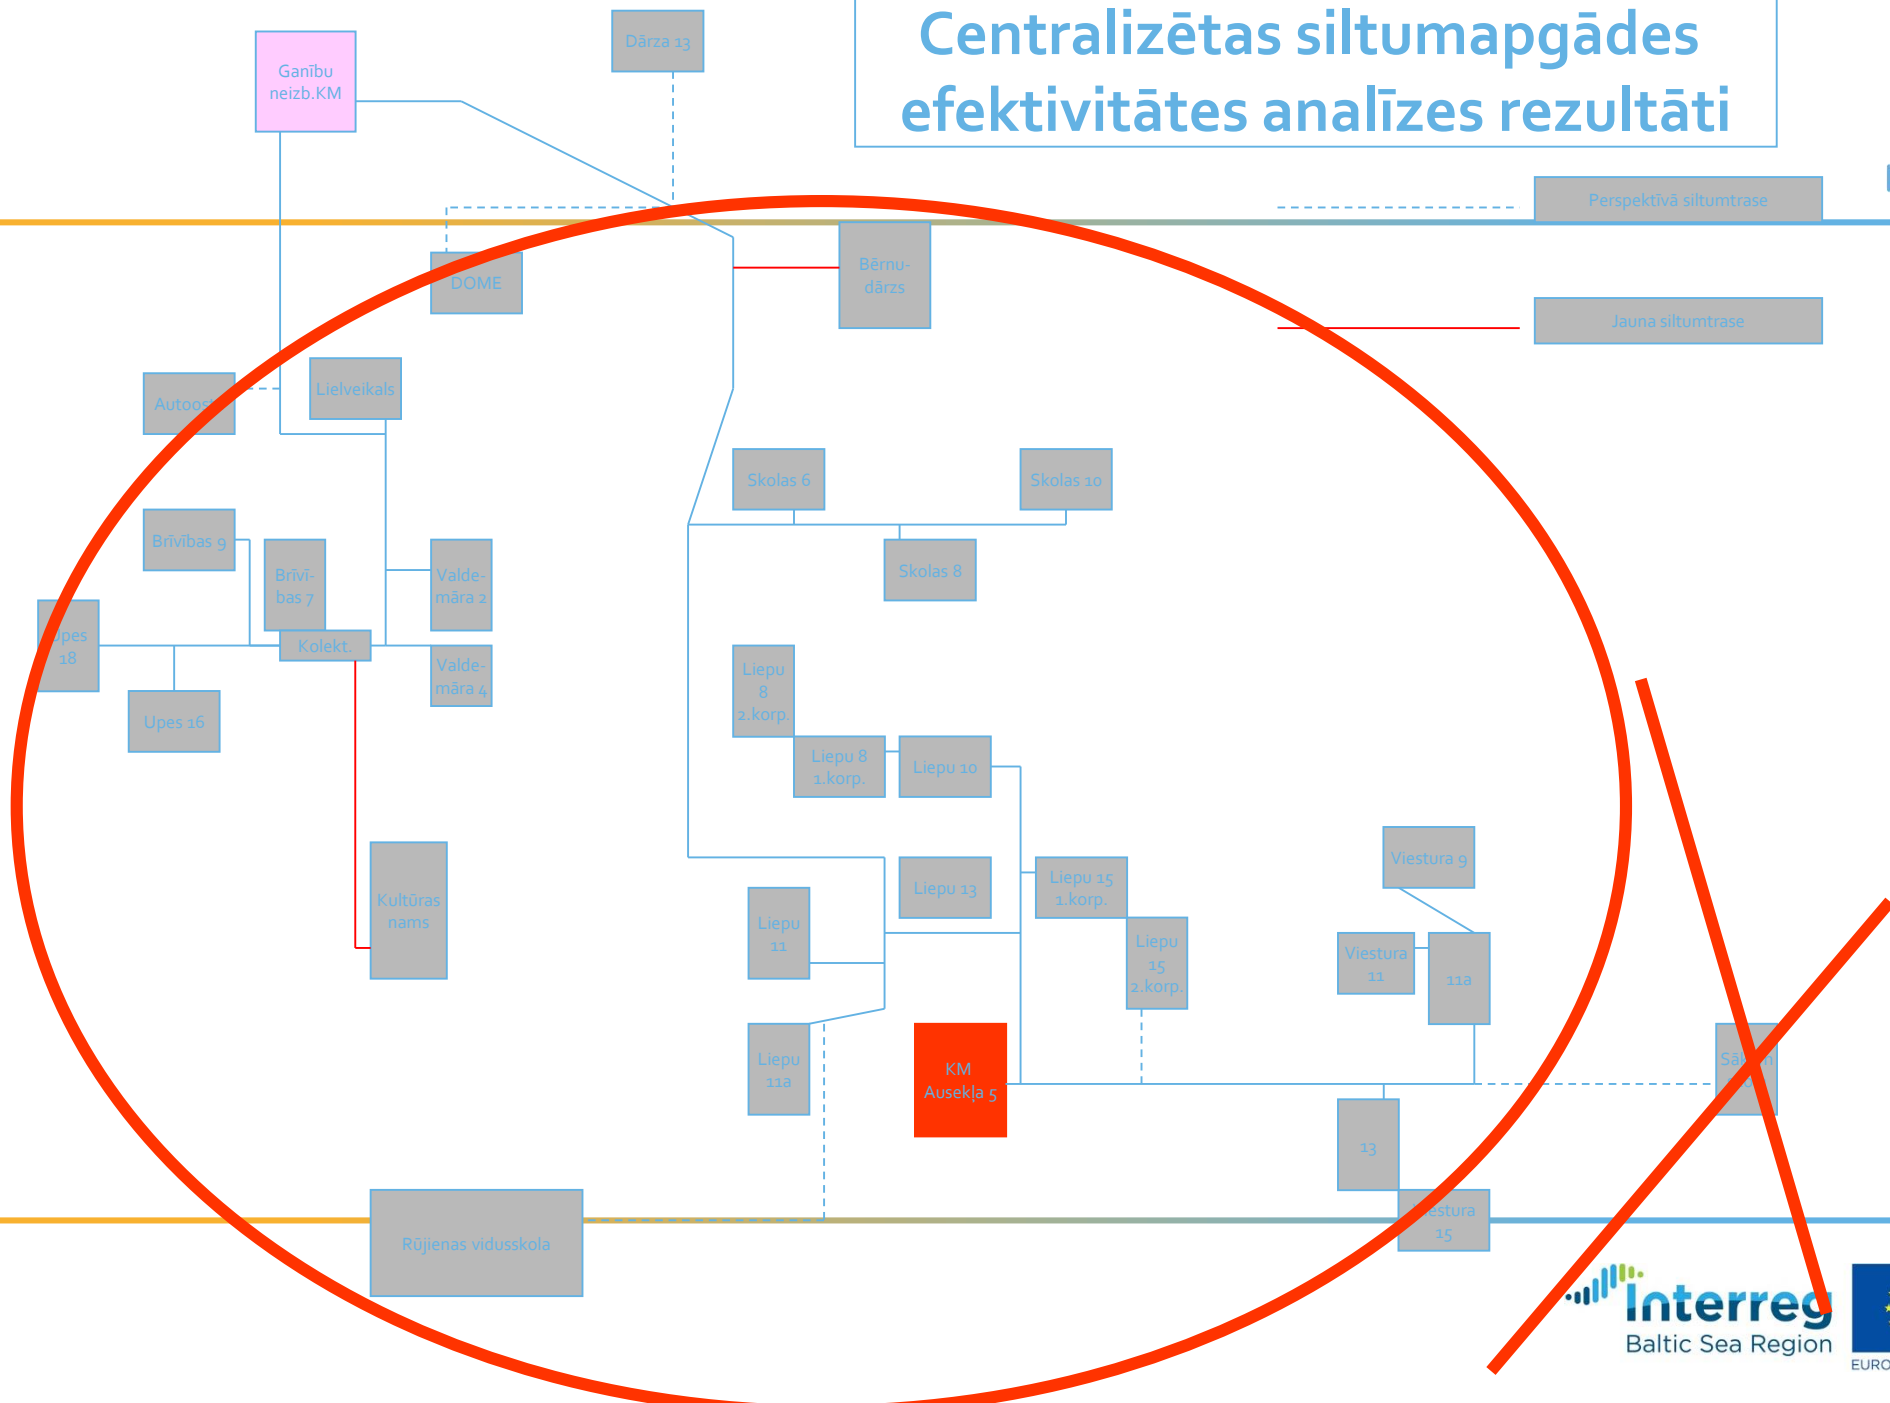 Centralizētas siltumapgādes
efektivitātes analīzes rezultāti
Dārza 13
Ganību
neizb.KM
Perspektīvā siltumtrase
Bērnu-
dārzs
DOME
Jauna siltumtrase
Lielveikals
Skolas 6
Skolas 10
Brīvības 9
Skolas 8
Brīvī-
bas 7
Valde-
māra 2
18
Kolekt.
Valde-
māra 4
Upes 16
Liepu
8
2.korp.
Liepu 8
1.korp.
Liepu 10
Viestura 9
Liepu 13
Liepu 15
1.korp.
Kultūras
nams
Liepu
11
Liepu
15
2.korp.
Viestura
11
11a
Liepu
11a
KM
Ausekļa 5
13
15
Rūjienas vidusskola
Interreg
Baltic Sea Region